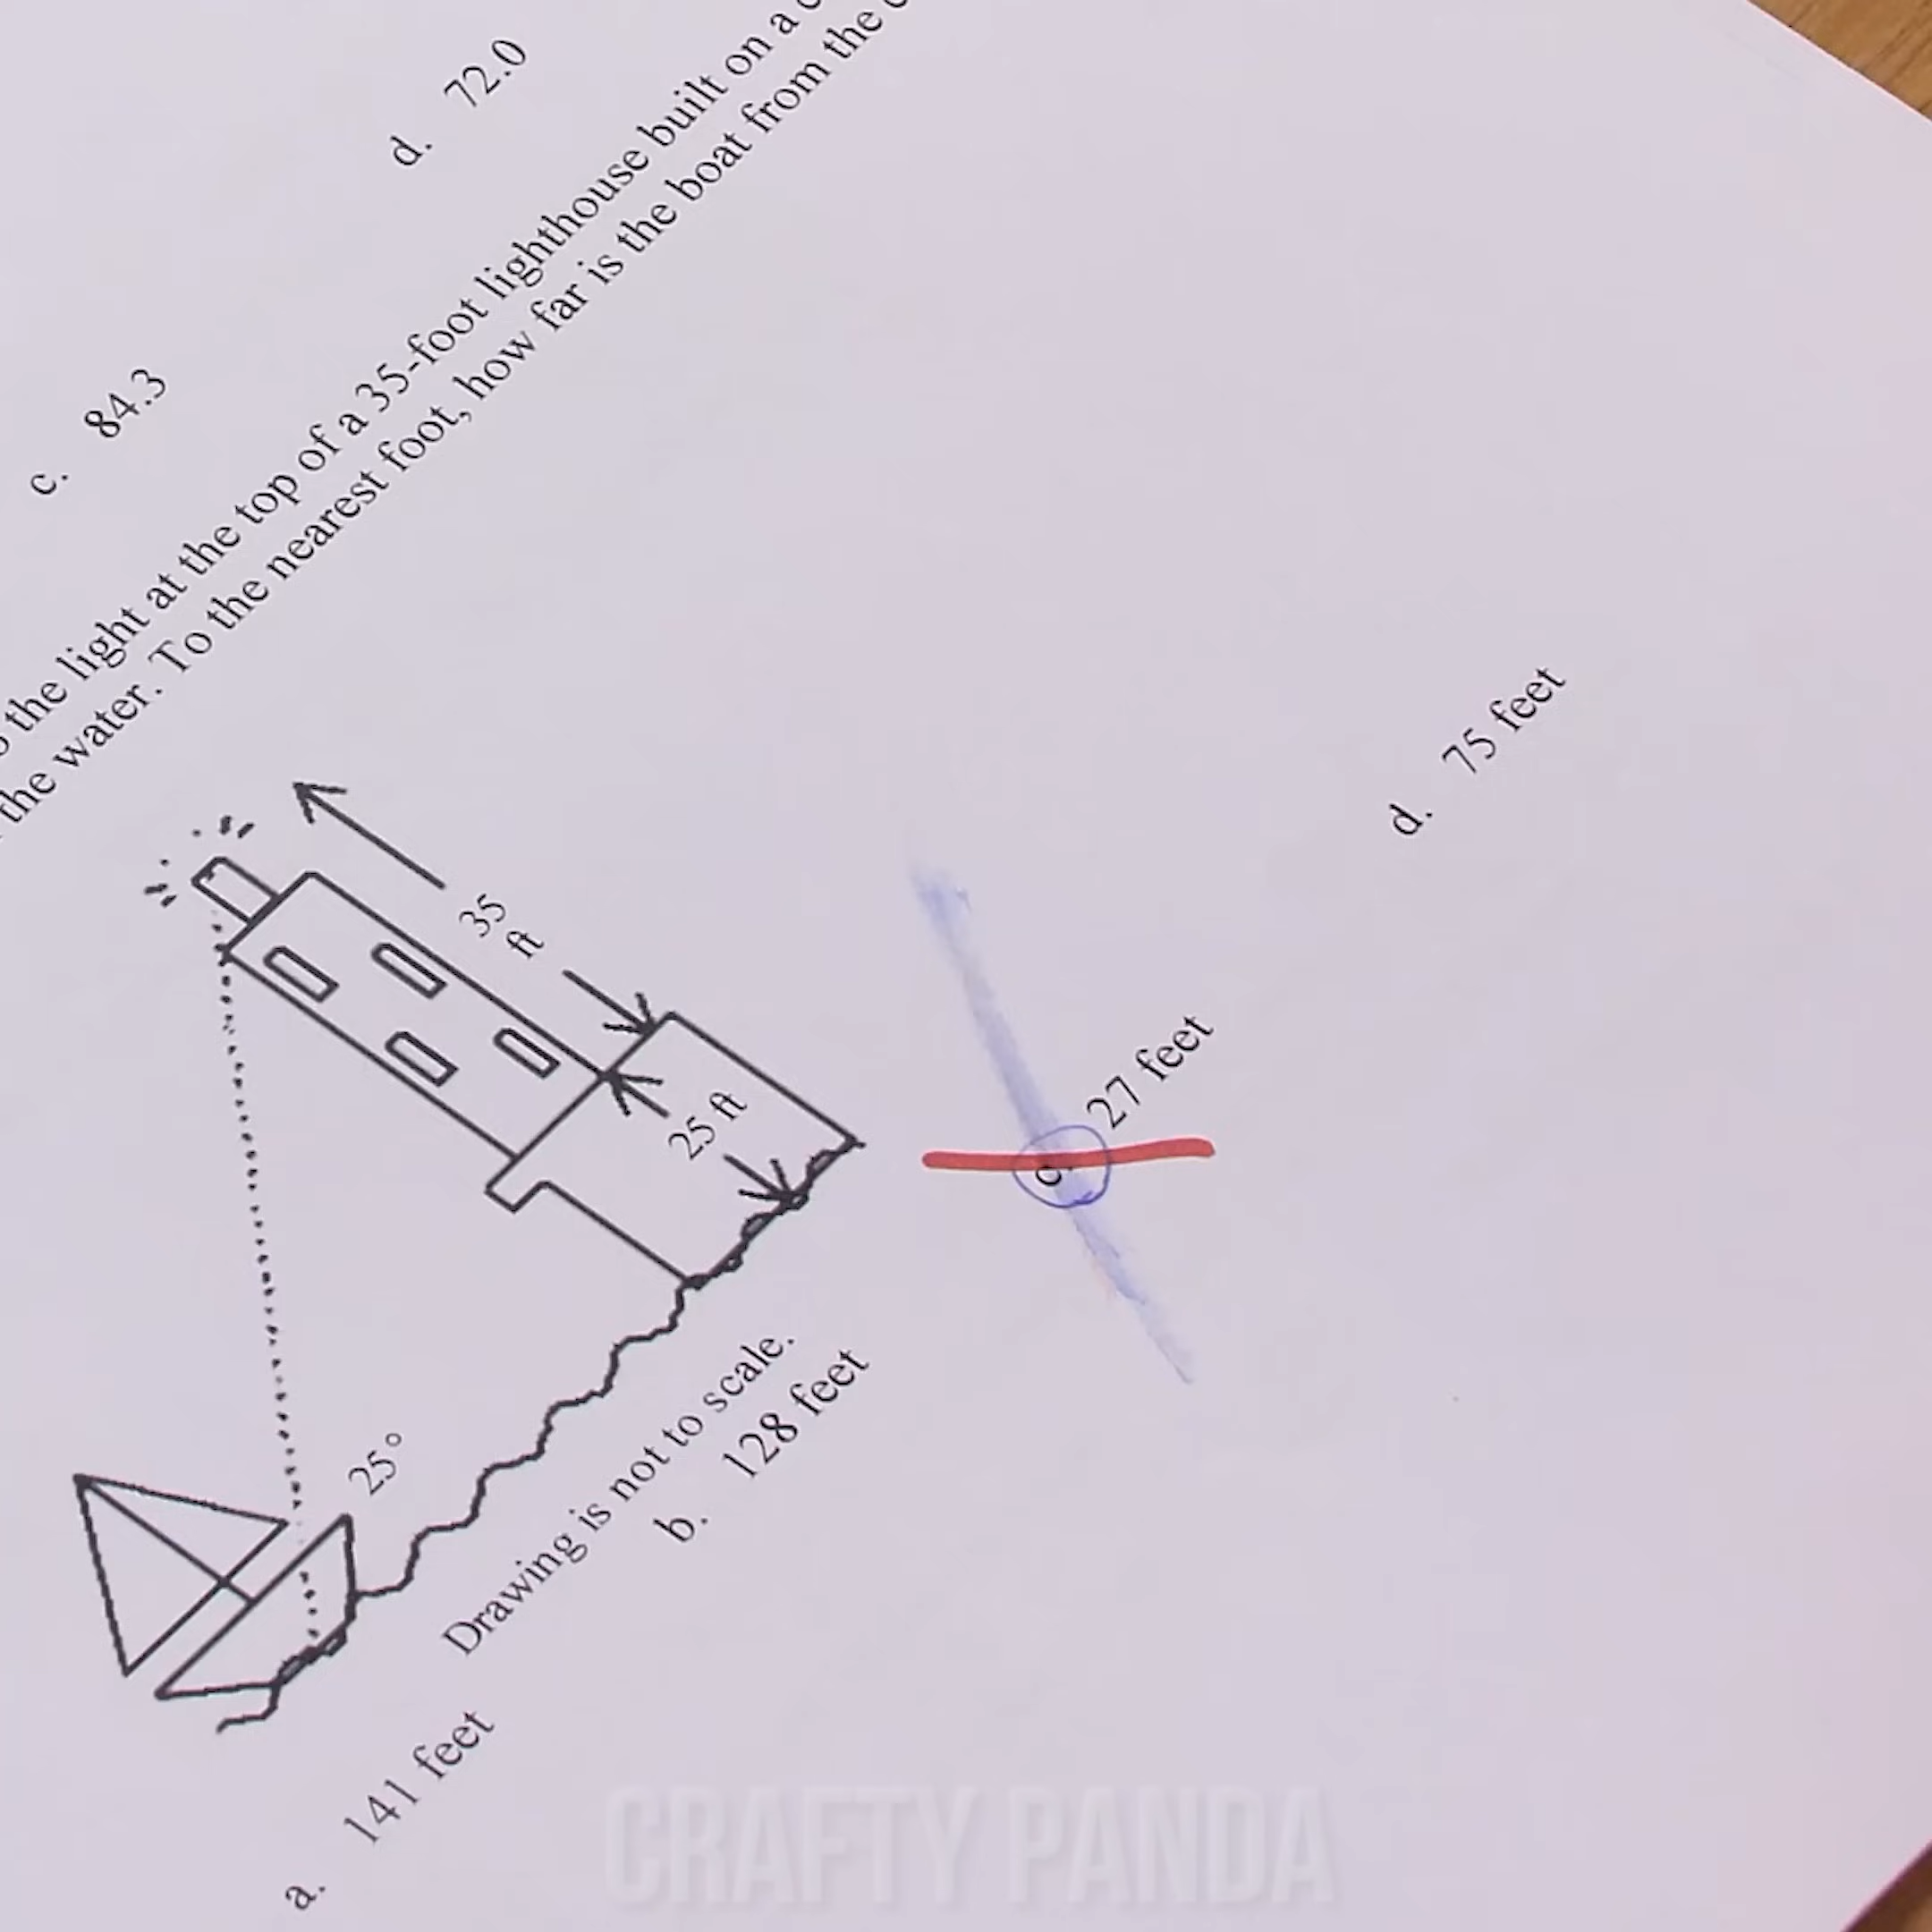 c. 84.3 d. 72.0
the light at the top of a 35-foot lighthouse built on a
the water. To the nearest foot, how far is the boat from the
35
ft
25 ft
25°
Drawing is not to scale.
a. 141 feet b. 128 feet c. 27 feet d. 75 feet
CRAFTY PANDA